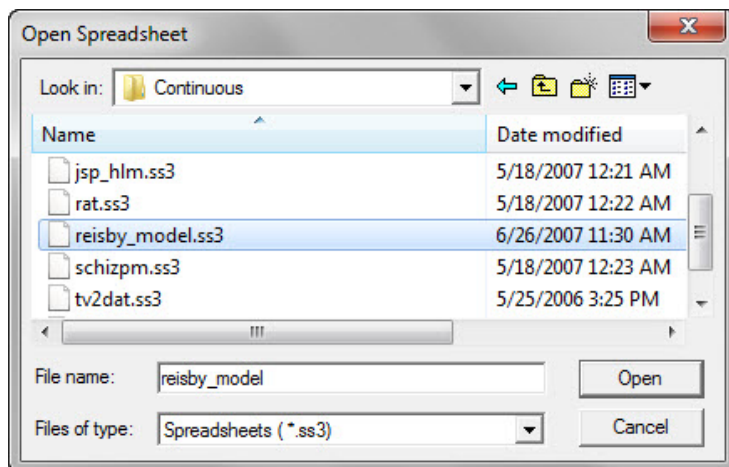 Open Spreadsheet
Look in: Continuous
Name Date modified
jsp_hlm.ss3 5/18/2007 12:21 AM
rat.ss3 5/18/2007 12:22 AM
reisby_model.ss3 6/26/2007 11:30 AM
schizpm.ss3 5/18/2007 12:23 AM
tv2dat.ss3 5/25/2006 3:25 PM
File name: reisby_model Open
Files of type: Spreadsheets ( *.ss3) Cancel